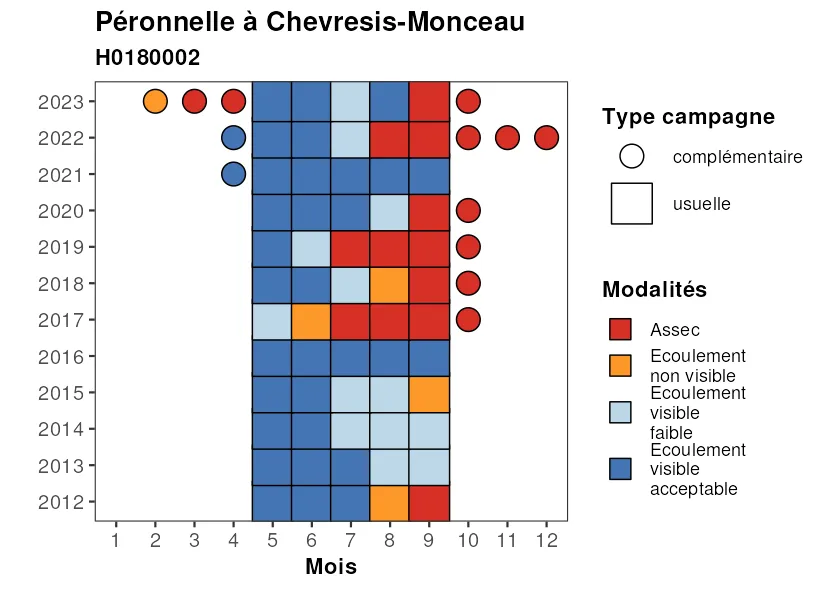 Péronnelle à Chevresis-Monceau
H0180002
2023
2022
2021
2020
2019
2018
2017
2016
2015
2014
2013
2012
1 2 3 4 5 6 7 8 9 10 11 12
Mois
Type campagne
complémentaire
usuelle
Modalités
Assec
Ecoulement
non visible
Ecoulement
visible
faible
Ecoulement
visible
acceptable